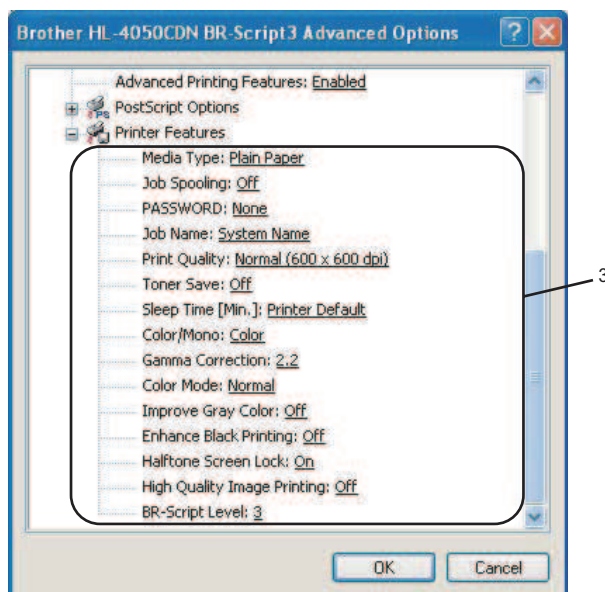 Brother HL-4050CDN BR-Script3 Advanced Options
Advanced Printing Features: Enabled
PostScript Options
Printer Features
Media Type: Plain Paper
Job Spooling: Off
PASSWORD: None
Job Name: System Name
Print Quality: Normal (600 x 600 dpi)
Toner Save: Off
Sleep Time [Min.]: Printer Default
Color/Mono: Color
Gamma Correction: 2.2
Color Mode: Normal
Improve Gray Color: Off
Enhance Black Printing: Off
Halftone Screen Lock: On
High Quality Image Printing: Off
BR-Script Level: 3
3
OK Cancel